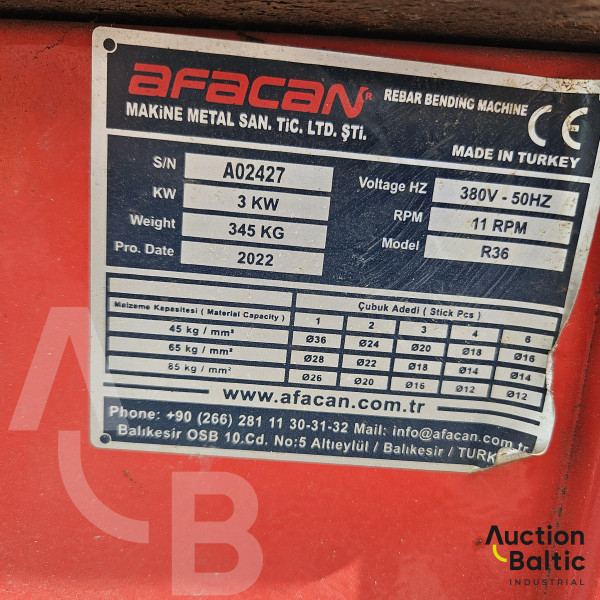 AFACAN R
REBAR BENDING MACHINE CE
MAKİNE METAL SAN. TİC. LTD. ŞTİ.
MADE IN TURKEY
S/N A02427 Voltage HZ 380V - 50HZ
KW 3 KW RPM 11 RPM
Weight 345 KG Model R36
Pro. Date 2022
Çubuk Adedi ( Stick Pcs )
Malzeme Kapasitesi ( Material Capacity ) 1 2 3 4 6
45 kg / mm² Ø36 Ø24 Ø20 Ø18 Ø16
65 kg / mm² Ø28 Ø22 Ø18 Ø14 Ø14
85 kg / mm² Ø26 Ø20 Ø16 Ø12 Ø12
www.afacan.com.tr
Phone: +90 (266) 281 11 30-31-32 Mail: info@afacan.com
Balıkesir OSB 10.Cd. No:5 Altıeylül / Balıkesir / TURK
AB
Auction
Baltic
INDUSTRIAL